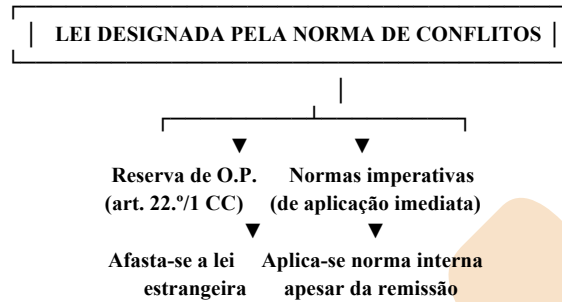 LEI DESIGNADA PELA NORMA DE CONFLITOS
Reserva de O.P. Normas imperativas
(art. 22.º/1 CC) (de aplicação imediata)
Afasta-se a lei Aplica-se norma interna
estrangeira apesar da remissão